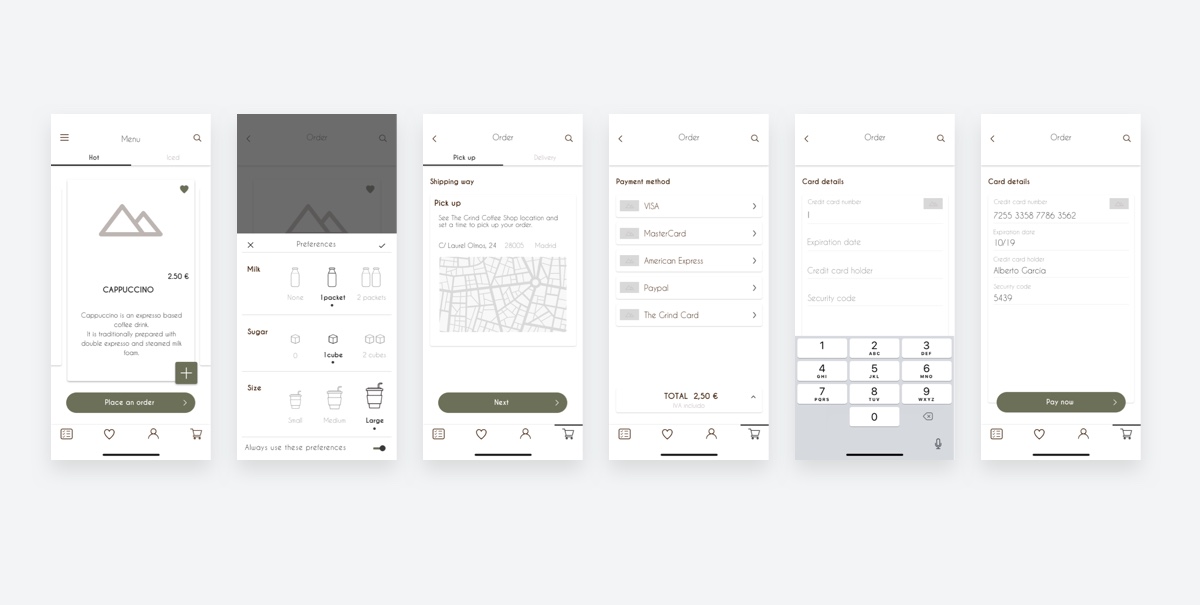 Menu
Hot
Iced
2.50 €
CAPPUCCINO
Cappuccino is an expresso based
coffee drink.
It is traditionally prepared with
double expresso and steamed milk
foam.
Place an order
Order
Preferences
Milk
None
1 packet
2 packets
Sugar
0
1 cube
2 cubes
Size
Small
Medium
Large
Always use these preferences
Order
Pick up
Delivery
Shipping way
Pick up
See The Grind Coffee Shop location and
set a time to pick up your order.
C/ Laurel Olmos, 24 28005 Madrid
Next
Order
Payment method
VISA
MasterCard
American Express
Paypal
The Grind Card
TOTAL 2,50 €
IVA incluido
Order
Card details
Credit card number
Expiration date
Credit card holder
Security code
1
2
ABC
3
DEF
4
GHI
5
JKL
6
MNO
7
PQRS
8
TUV
9
WXYZ
0
Order
Card details
Credit card number
7255 3358 7786 3562
Expiration date
10/19
Credit card holder
Alberto Garcia
Security code
5439
Pay now